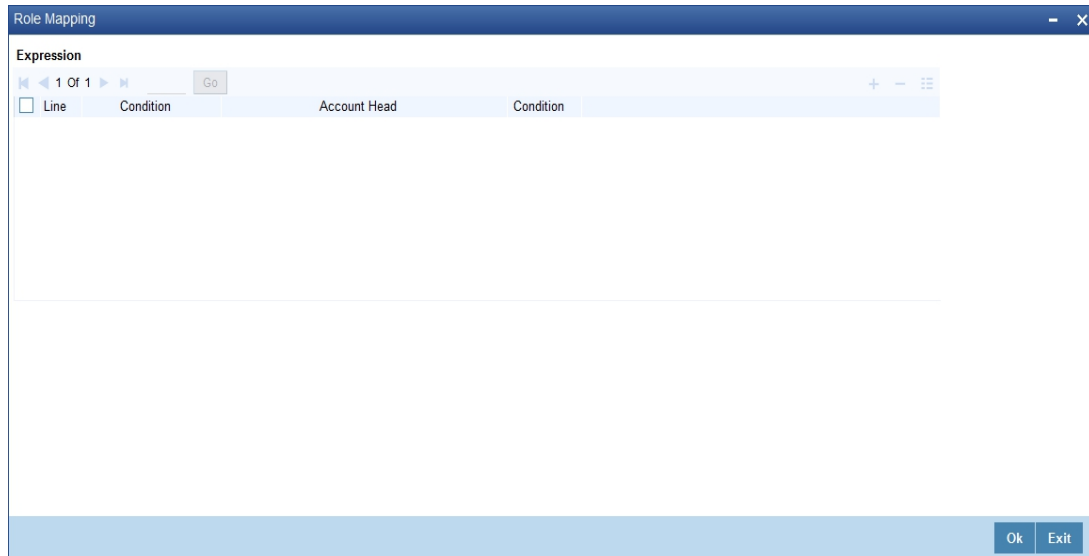 Role Mapping
Expression
1 Of 1 Go
Line Condition Account Head Condition
Ok Exit